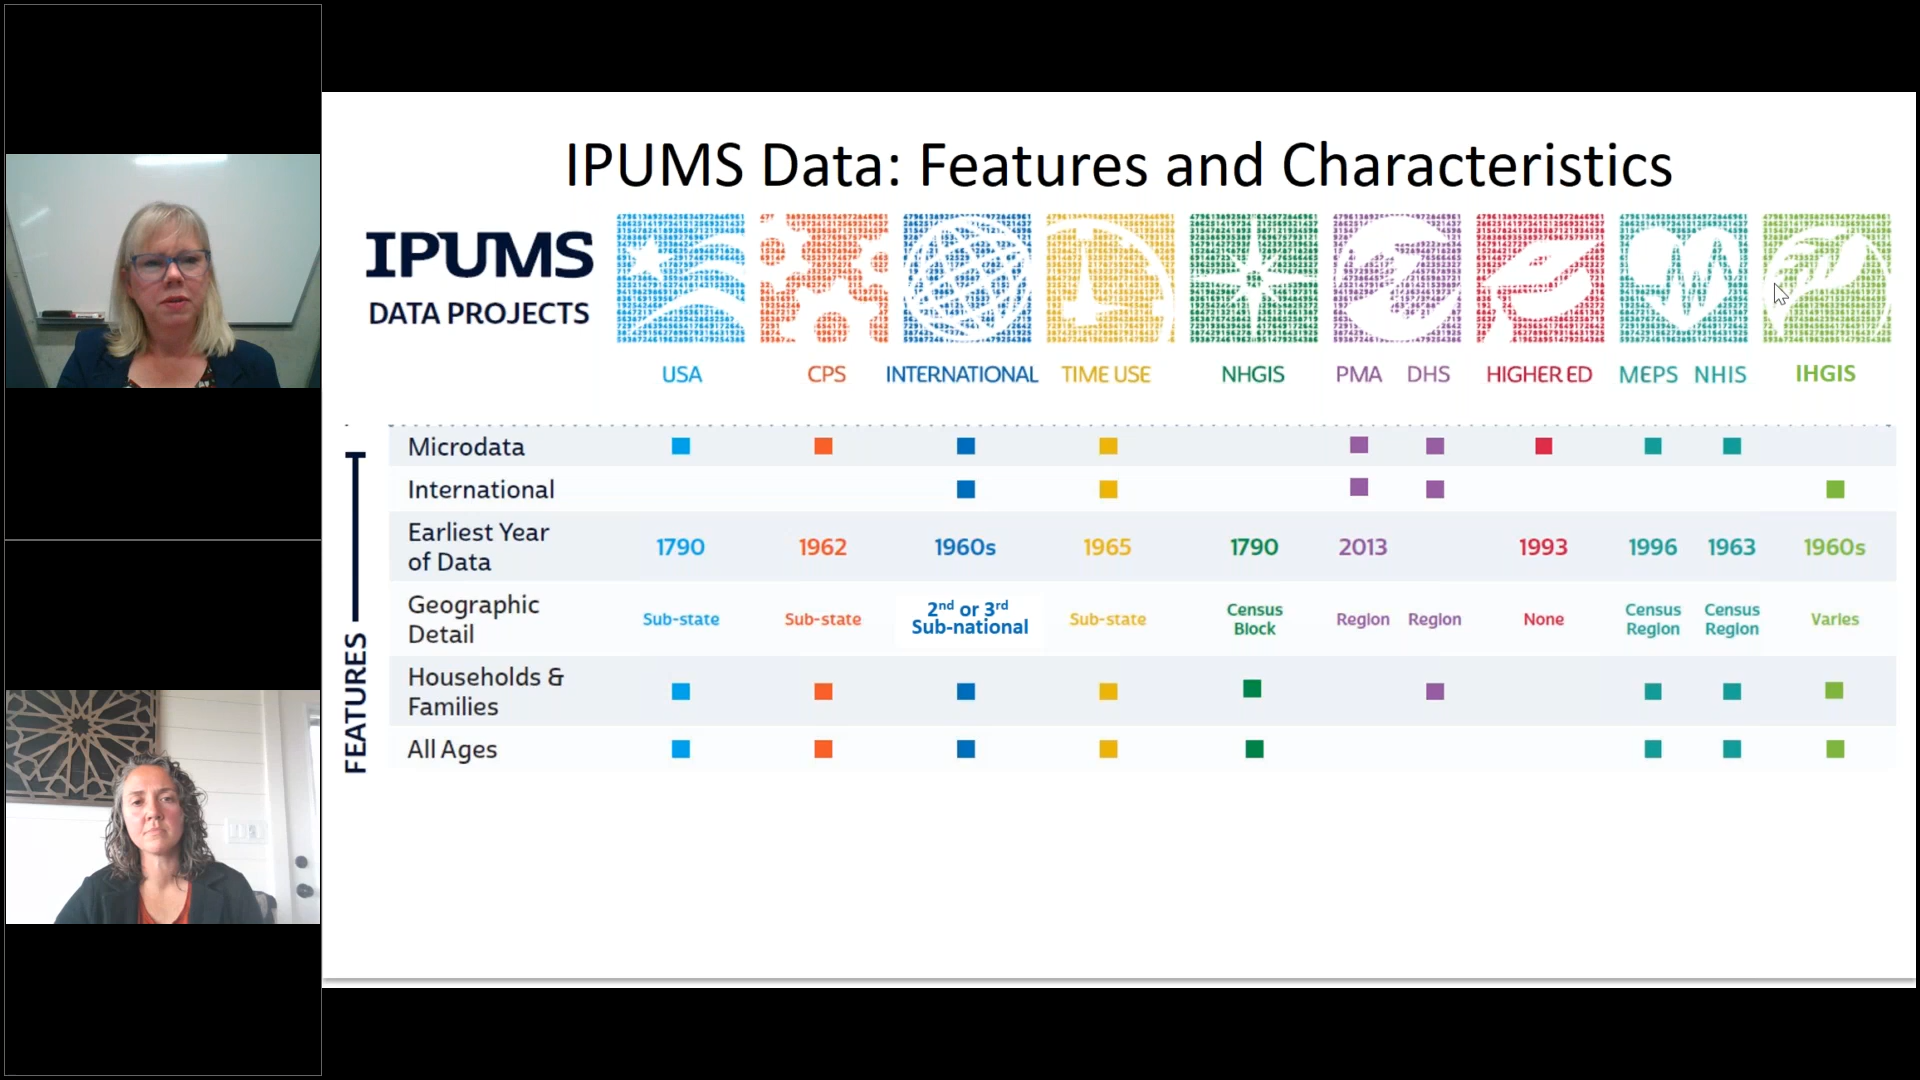 IPUMS Data: Features and Characteristics
IPUMS
DATA PROJECTS
USA CPS INTERNATIONAL TIME USE NHGIS PMA DHS HIGHER ED MEPS NHIS IHGIS
FEATURES
Microdata
International
Earliest Year
of Data
1790 1962 1960s 1965 1790 2013 1993 1996 1963 1960s
Geographic
Detail
Sub-state Sub-state 2nd or 3rd
Sub-national
Sub-state Census
Block
Region Region None Census
Region
Census
Region
Varies
Households &
Families
All Ages